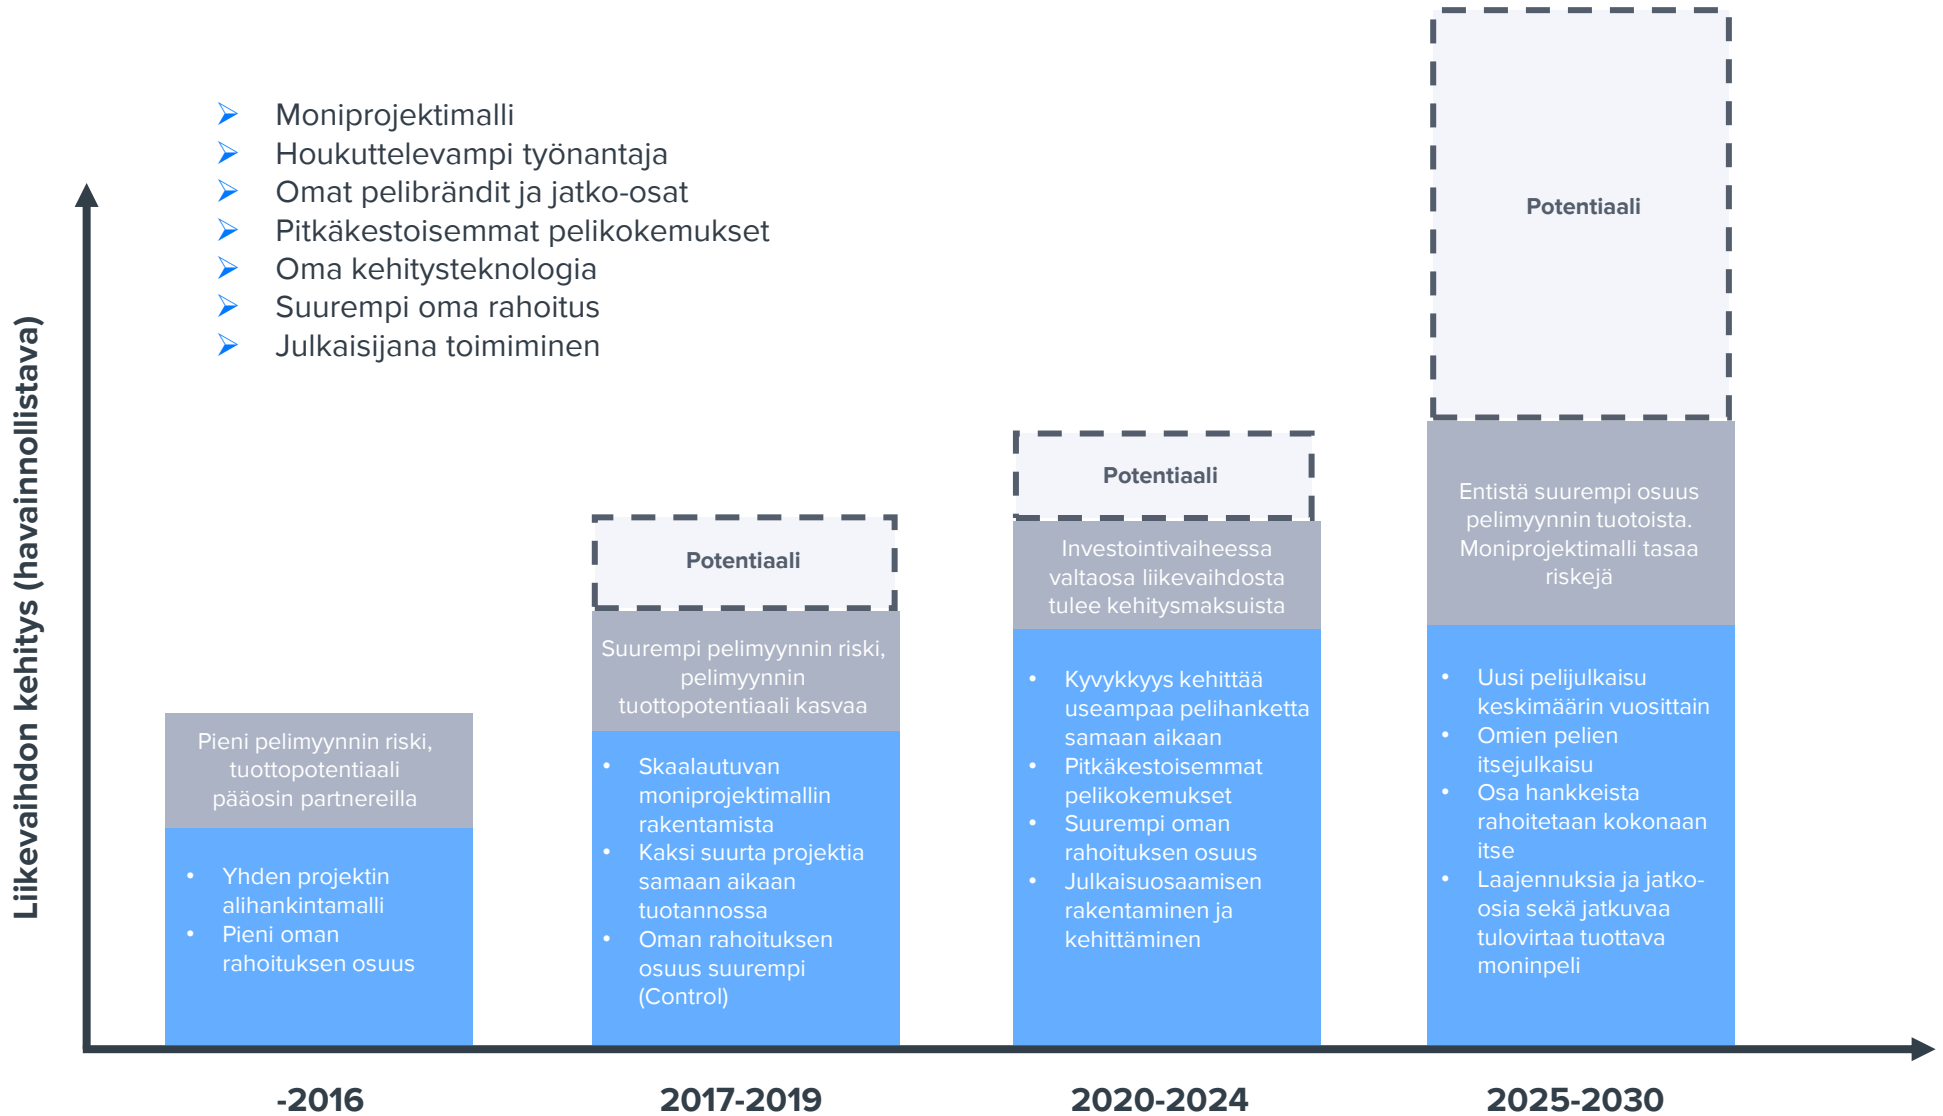 Moniprojektimalli
Houkuttelevampi työnantaja
Omat pelibrändit ja jatko-osat
Pitkäkestoisemmat pelikokemukset
Oma kehitysteknologia
Suurempi oma rahoitus
Julkaisijana toimiminen
Liikevaihdon kehitys (havainnollistava)
Pieni pelimyynnin riski,
tuottopotentiaali
pääosin partnereilla
• Yhden projektin
alihankintamalli
• Pieni oman
rahoituksen osuus
-2016
Potentiaali
Suurempi pelimyynnin riski,
pelimyynnin
tuottopotentiaali kasvaa
• Skaalautuvan
moniprojektimallin
rakentamista
• Kaksi suurta projektia
samaan aikaan
tuotannossa
• Oman rahoituksen
osuus suurempi
(Control)
2017-2019
Potentiaali
Investointivaiheessa
valtaosa liikevaihdosta
tulee kehitysmaksuista
• Kyvykkyys kehittää
useampaa pelihanketta
samaan aikaan
• Pitkäkestoisemmat
pelikokemukset
• Suurempi oman
rahoituksen osuus
• Julkaisuosaamisen
rakentaminen ja
kehittäminen
2020-2024
Potentiaali
Entistä suurempi osuus
pelimyynnin tuotoista.
Moniprojektimalli tasaa
riskejä
• Uusi pelijulkaisu
keskimäärin vuosittain
• Omien pelien
itsejulkaisu
• Osa hankkeista
rahoitetaan kokonaan
itse
• Laajennuksia ja jatko-
osia sekä jatkuvaa
tulovirtaa tuottava
moninpeli
2025-2030